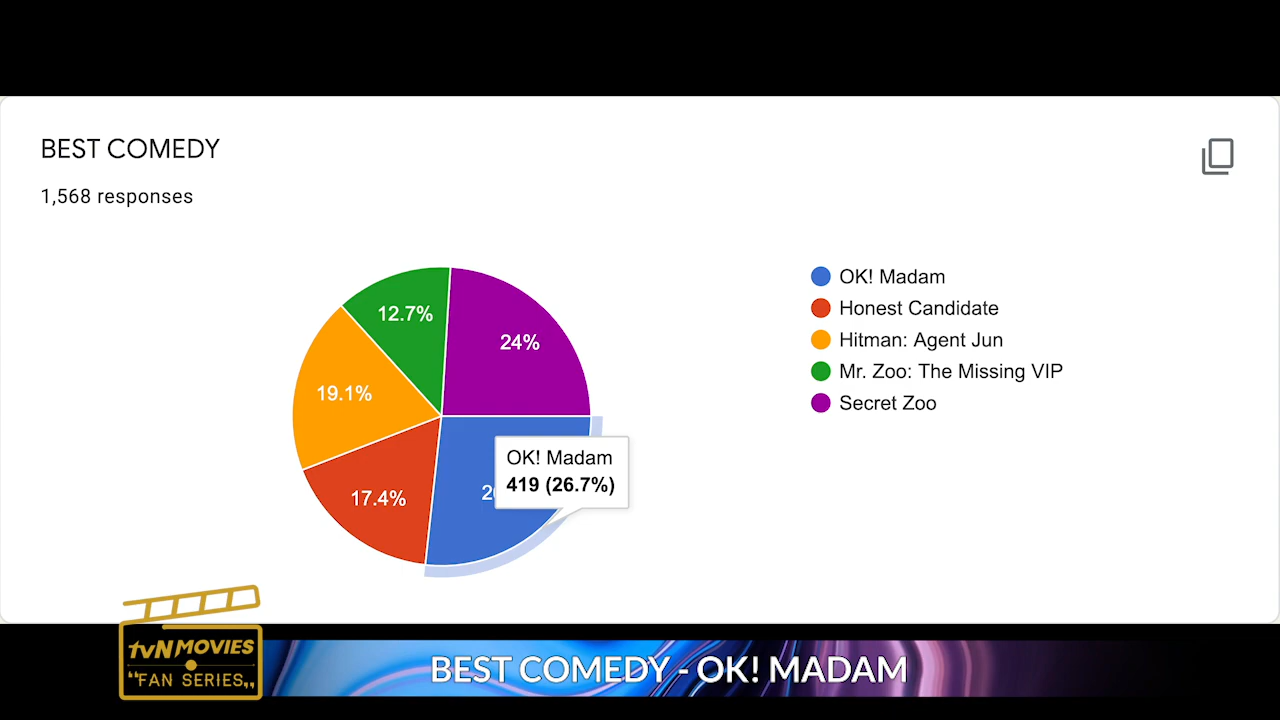 BEST COMEDY
1,568 responses
OK! Madam
Honest Candidate
Hitman: Agent Jun
Mr. Zoo: The Missing VIP
Secret Zoo
12.7%
24%
19.1%
17.4%
OK! Madam
419 (26.7%)
tvN MOVIES
"FAN SERIES„
BEST COMEDY - OK! MADAM